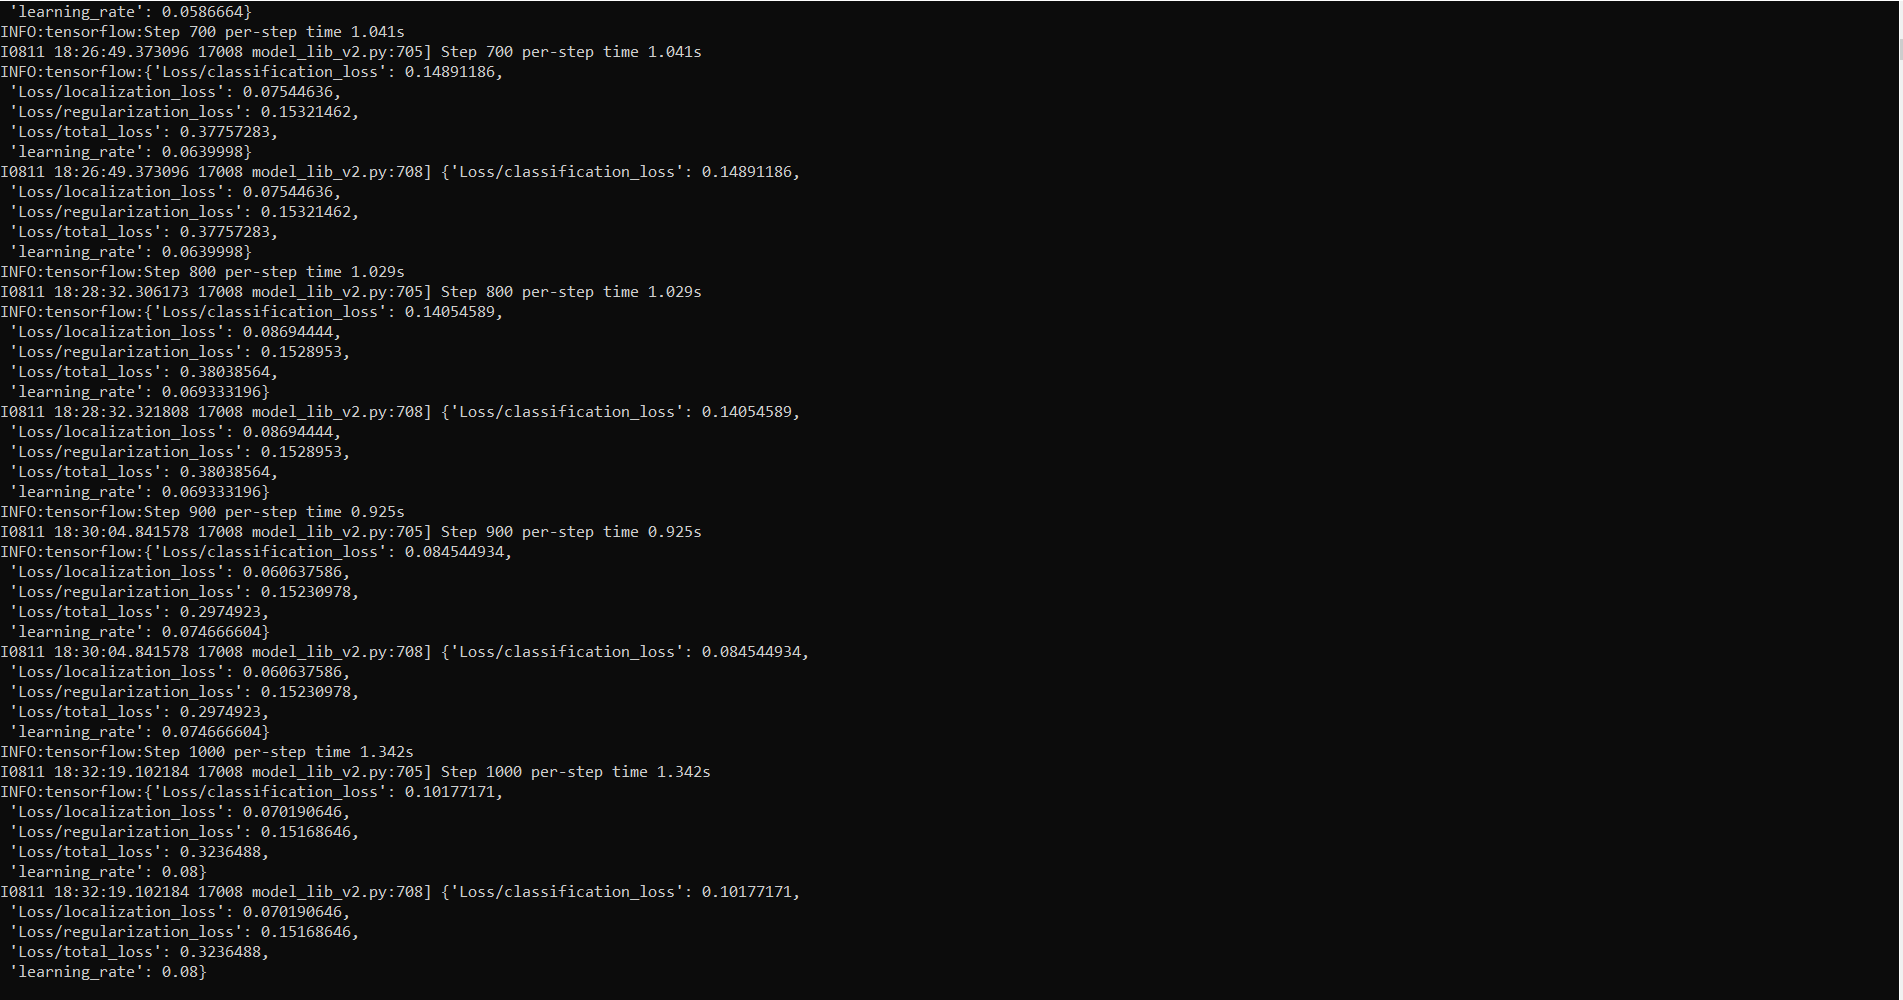 'learning_rate': 0.0586664}
INFO:tensorflow:Step 700 per-step time 1.041s
I0811 18:26:49.373096 17008 model_lib_v2.py:705] Step 700 per-step time 1.041s
INFO:tensorflow:{'Loss/classification_loss': 0.14891186,
 'Loss/localization_loss': 0.07544636,
 'Loss/regularization_loss': 0.15321462,
 'Loss/total_loss': 0.37757283,
 'learning_rate': 0.0639998}
I0811 18:26:49.373096 17008 model_lib_v2.py:708] {'Loss/classification_loss': 0.14891186,
 'Loss/localization_loss': 0.07544636,
 'Loss/regularization_loss': 0.15321462,
 'Loss/total_loss': 0.37757283,
 'learning_rate': 0.0639998}
INFO:tensorflow:Step 800 per-step time 1.029s
I0811 18:28:32.306173 17008 model_lib_v2.py:705] Step 800 per-step time 1.029s
INFO:tensorflow:{'Loss/classification_loss': 0.14054589,
 'Loss/localization_loss': 0.08694444,
 'Loss/regularization_loss': 0.1528953,
 'Loss/total_loss': 0.38038564,
 'learning_rate': 0.069333196}
I0811 18:28:32.321808 17008 model_lib_v2.py:708] {'Loss/classification_loss': 0.14054589,
 'Loss/localization_loss': 0.08694444,
 'Loss/regularization_loss': 0.1528953,
 'Loss/total_loss': 0.38038564,
 'learning_rate': 0.069333196}
INFO:tensorflow:Step 900 per-step time 0.925s
I0811 18:30:04.841578 17008 model_lib_v2.py:705] Step 900 per-step time 0.925s
INFO:tensorflow:{'Loss/classification_loss': 0.084544934,
 'Loss/localization_loss': 0.060637586,
 'Loss/regularization_loss': 0.15230978,
 'Loss/total_loss': 0.2974923,
 'learning_rate': 0.074666604}
I0811 18:30:04.841578 17008 model_lib_v2.py:708] {'Loss/classification_loss': 0.084544934,
 'Loss/localization_loss': 0.060637586,
 'Loss/regularization_loss': 0.15230978,
 'Loss/total_loss': 0.2974923,
 'learning_rate': 0.074666604}
INFO:tensorflow:Step 1000 per-step time 1.342s
I0811 18:32:19.102184 17008 model_lib_v2.py:705] Step 1000 per-step time 1.342s
INFO:tensorflow:{'Loss/classification_loss': 0.10177171,
 'Loss/localization_loss': 0.070190646,
 'Loss/regularization_loss': 0.15168646,
 'Loss/total_loss': 0.3236488,
 'learning_rate': 0.08}
I0811 18:32:19.102184 17008 model_lib_v2.py:708] {'Loss/classification_loss': 0.10177171,
 'Loss/localization_loss': 0.070190646,
 'Loss/regularization_loss': 0.15168646,
 'Loss/total_loss': 0.3236488,
 'learning_rate': 0.08}